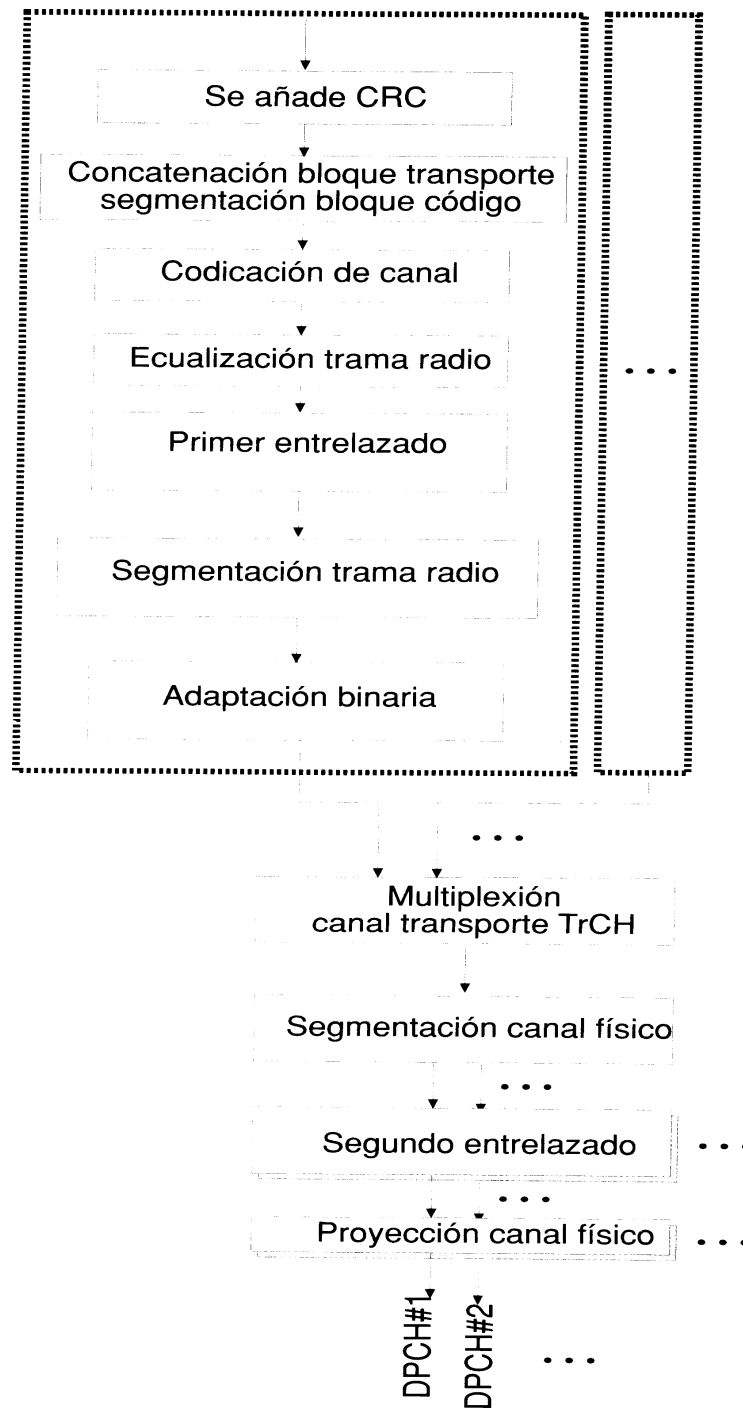 Se añade CRC
Concatenación bloque transporte
segmentación bloque código
Codicación de canal
Ecualización trama radio
. . .
Primer entrelazado
Segmentación trama radio
Adaptación binaria
. . .
Multiplexión
canal transporte TrCH
Segmentación canal físico
. . .
Segundo entrelazado . . .
. . .
Proyección canal físico . . .
DPCH#1
DPCH#2
. . .